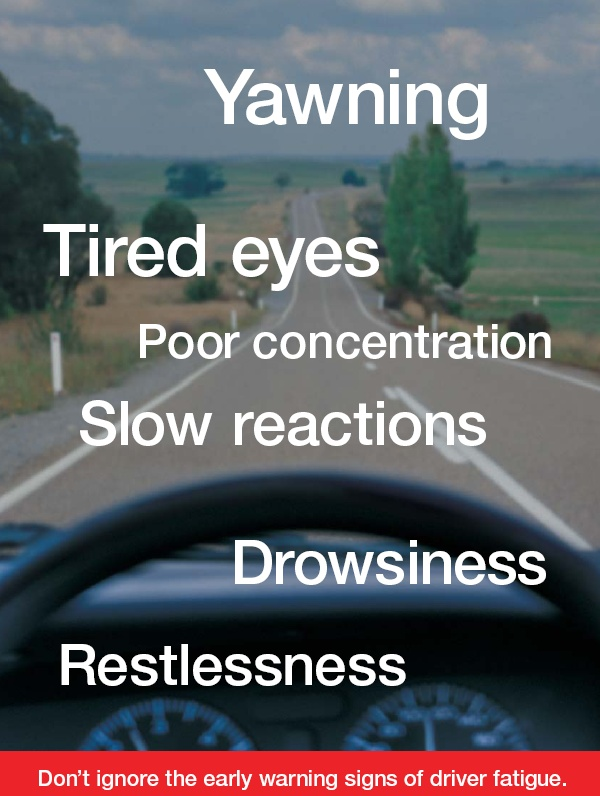 Yawning
Tired eyes
Poor concentration
Slow reactions
Drowsiness
Restlessness
Don’t ignore the early warning signs of driver fatigue.